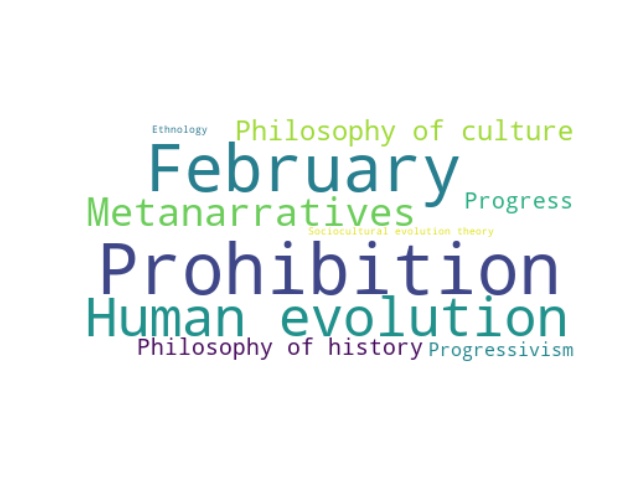 Ethnology
Philosophy of culture
February
Progress
Metanarratives
Sociocultural evolution theory
Prohibition
Human evolution
Philosophy of history
Progressivism